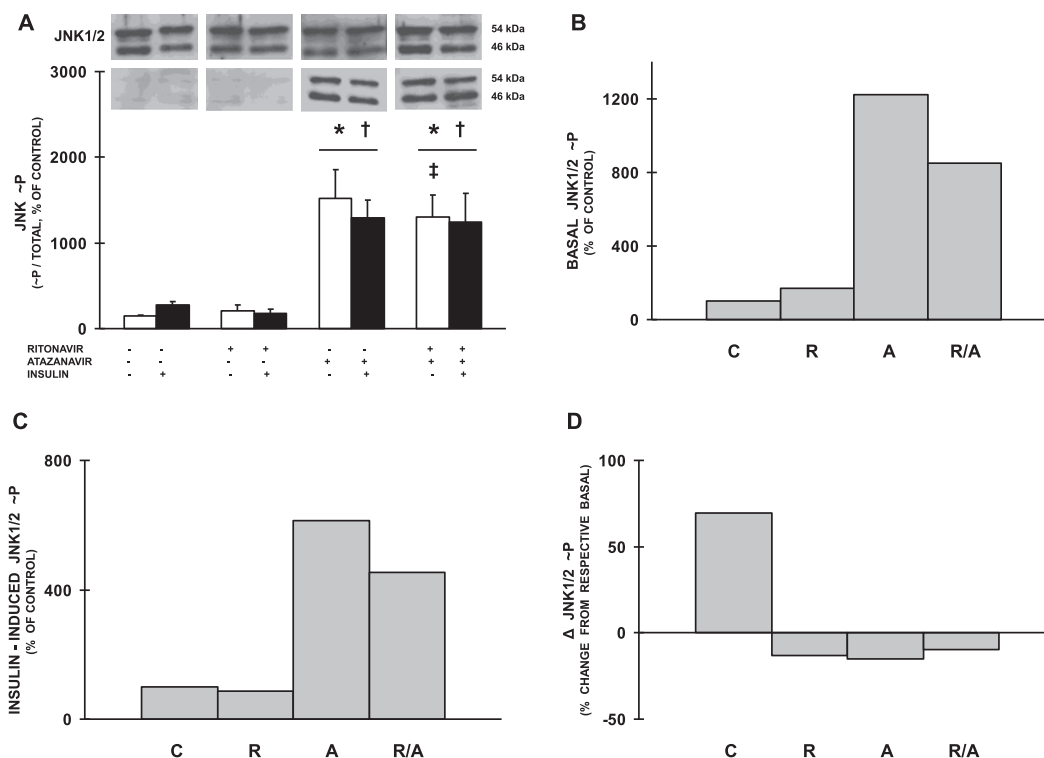 A
JNK1/2
54 kDa
46 kDa
54 kDa
46 kDa
3000
2000
1000
0
JNK ~P
(~P / TOTAL, % OF CONTROL)
* † * †
‡
RITONAVIR - - + + - - + +
ATAZANAVIR - - - - + + + +
INSULIN - + - + - + - +
B
1200
800
400
0
BASAL JNK1/2 ~P
(% OF CONTROL)
C R A R/A
C
800
400
0
INSULIN - INDUCED JNK1/2 ~P
(% OF CONTROL)
C R A R/A
D
100
50
0
-50
Δ JNK1/2 ~P
(% CHANGE FROM RESPECTIVE BASAL)
C R A R/A